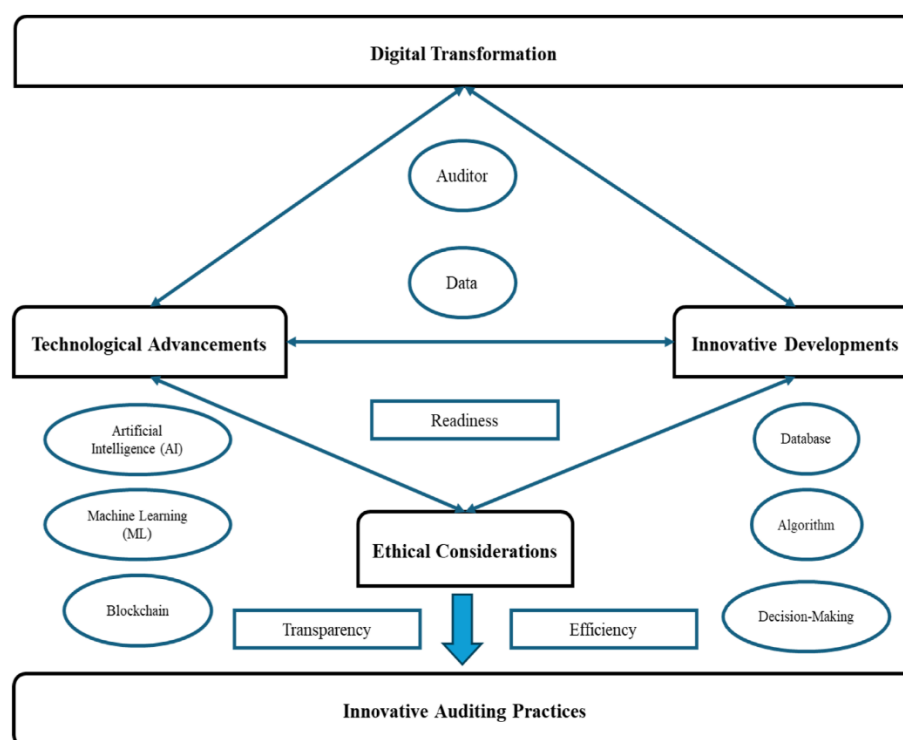 Digital Transformation
Auditor
Data
Technological Advancements
Innovative Developments
Readiness
Artificial
Intelligence (AI)
Database
Machine Learning
(ML)
Algorithm
Ethical Considerations
Blockchain
Transparency
Efficiency
Decision-Making
Innovative Auditing Practices